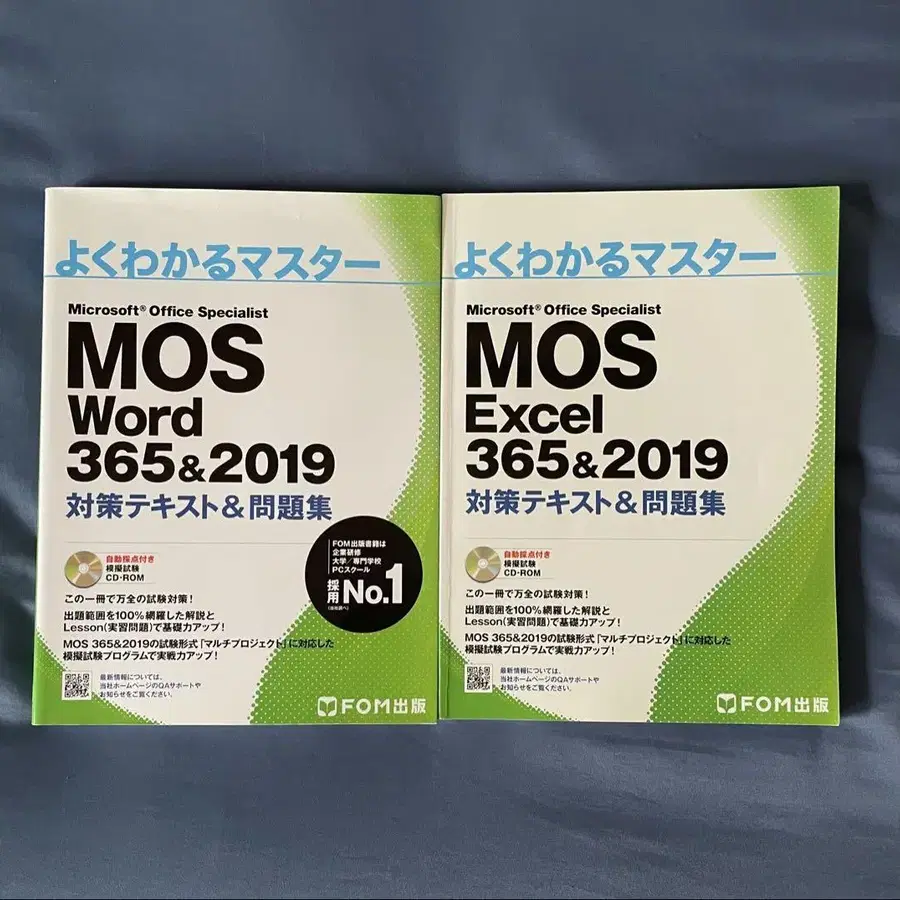 よくわかるマスター
Microsoft® Office Specialist
MOS
Word
365&2019
対策テキスト&問題集
自動採点付き
模擬試験
CD-ROM
FOM出版書籍は
企業研修
大学/専門学校
PCスクール
採用 No.1
(当社調べ)
この一冊で万全の試験対策！
出題範囲を100%網羅した解説と
Lesson(実習問題)で基礎力アップ！
MOS 365&2019の試験形式「マルチプロジェクト」に対応した
模擬試験プログラムで実戦力アップ！
最新情報については、
当社ホームページのQAサポートや
お知らせをご覧ください。
FOM出版
よくわかるマスター
Microsoft® Office Specialist
MOS
Excel
365&2019
対策テキスト&問題集
自動採点付き
模擬試験
CD-ROM
この一冊で万全の試験対策！
出題範囲を100%網羅した解説と
Lesson(実習問題)で基礎力アップ！
MOS 365&2019の試験形式「マルチプロジェクト」に対応した
模擬試験プログラムで実戦力アップ！
最新情報については、
当社ホームページのQAサポートや
お知らせをご覧ください。
FOM出版